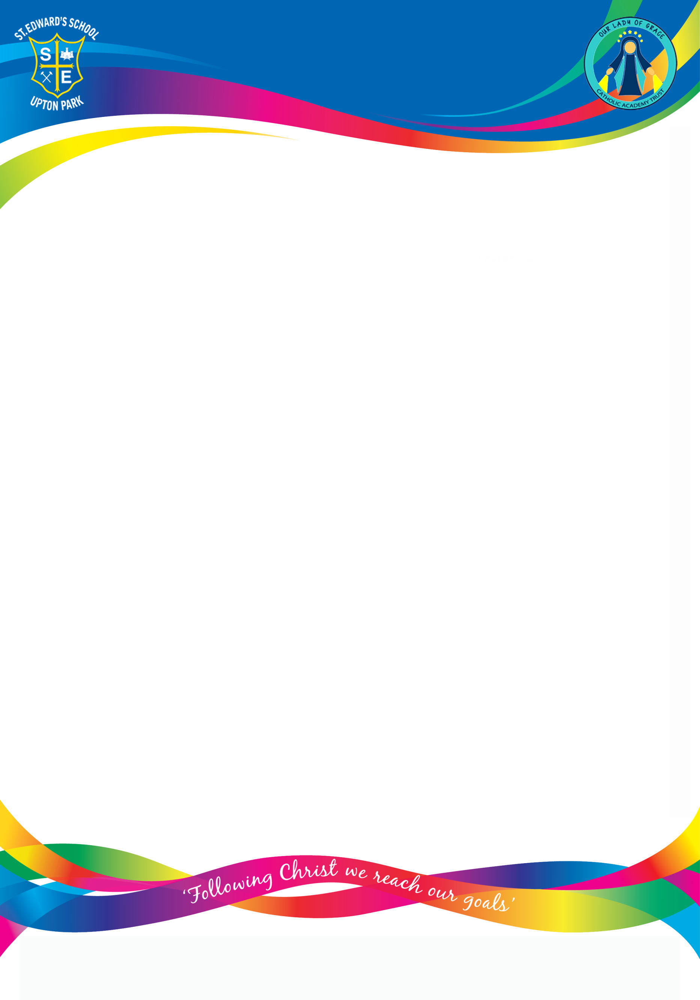 ST.EDWARD'S SCHOOL
S
E
UPTON PARK
OUR LADY OF GRACE
CATHOLIC ACADEMY TRUST
'Following Christ we reach our goals'